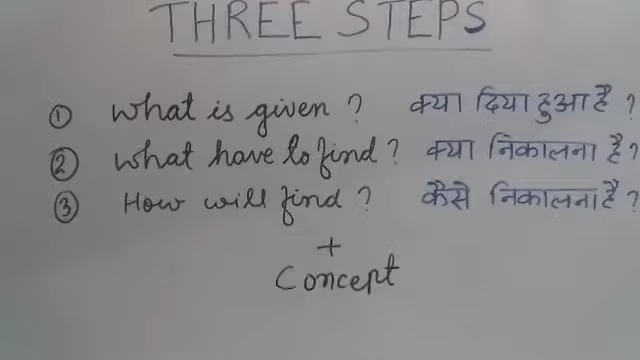 THREE STEPS
① What is given ? क्या दिया हुआ है ?
② What have to find ? क्या निकालना है ?
③ How will find ? कैसे निकालना है ?
+
Concept